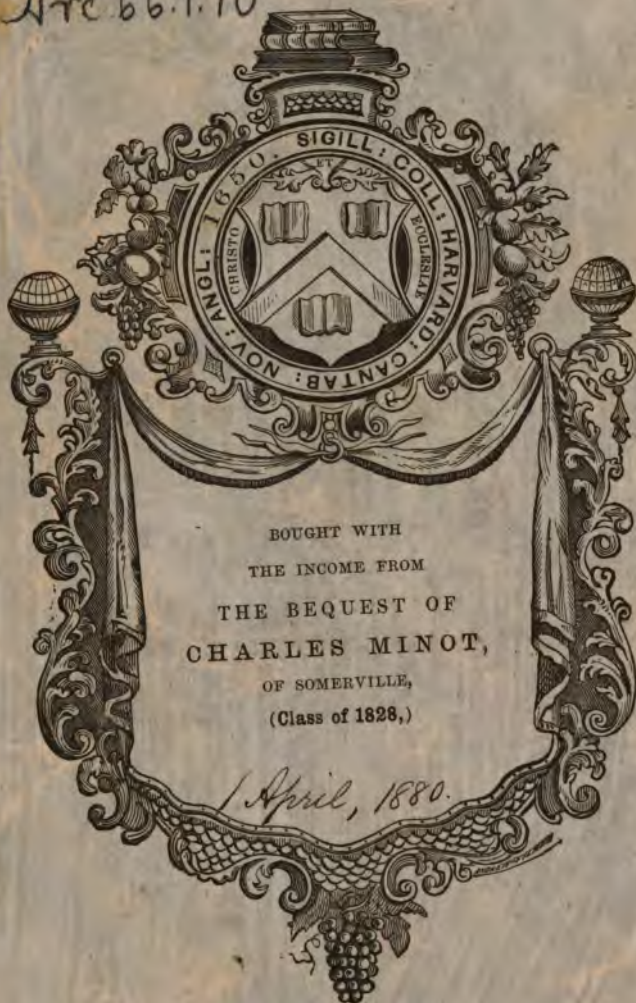 Arc 66.1.10
SIGILL: COLL: HARVARD: CANTAB: NOV: ANGL: 1650.
ET
CHRISTO
ECCLESIAE
BOUGHT WITH
THE INCOME FROM
THE BEQUEST OF
CHARLES MINOT,
OF SOMERVILLE,
(Class of 1828,)
1 April, 1880.